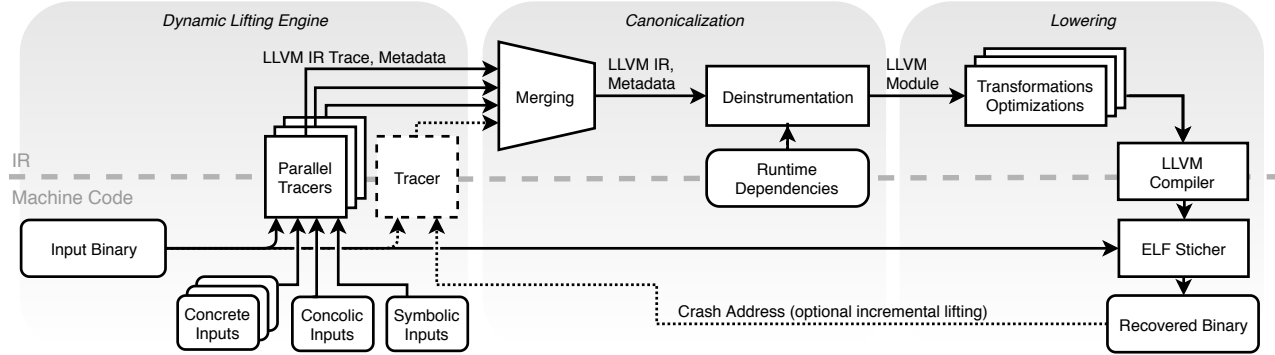 Dynamic Lifting Engine
Canonicalization
Lowering
LLVM IR Trace, Metadata
Merging
LLVM IR,
Metadata
Deinstrumentation
LLVM
Module
Transformations
Optimizations
IR
Machine Code
Parallel
Tracers
Tracer
Runtime
Dependencies
LLVM
Compiler
Input Binary
ELF Sticher
Concrete
Inputs
Concolic
Inputs
Symbolic
Inputs
Crash Address (optional incremental lifting)
Recovered Binary